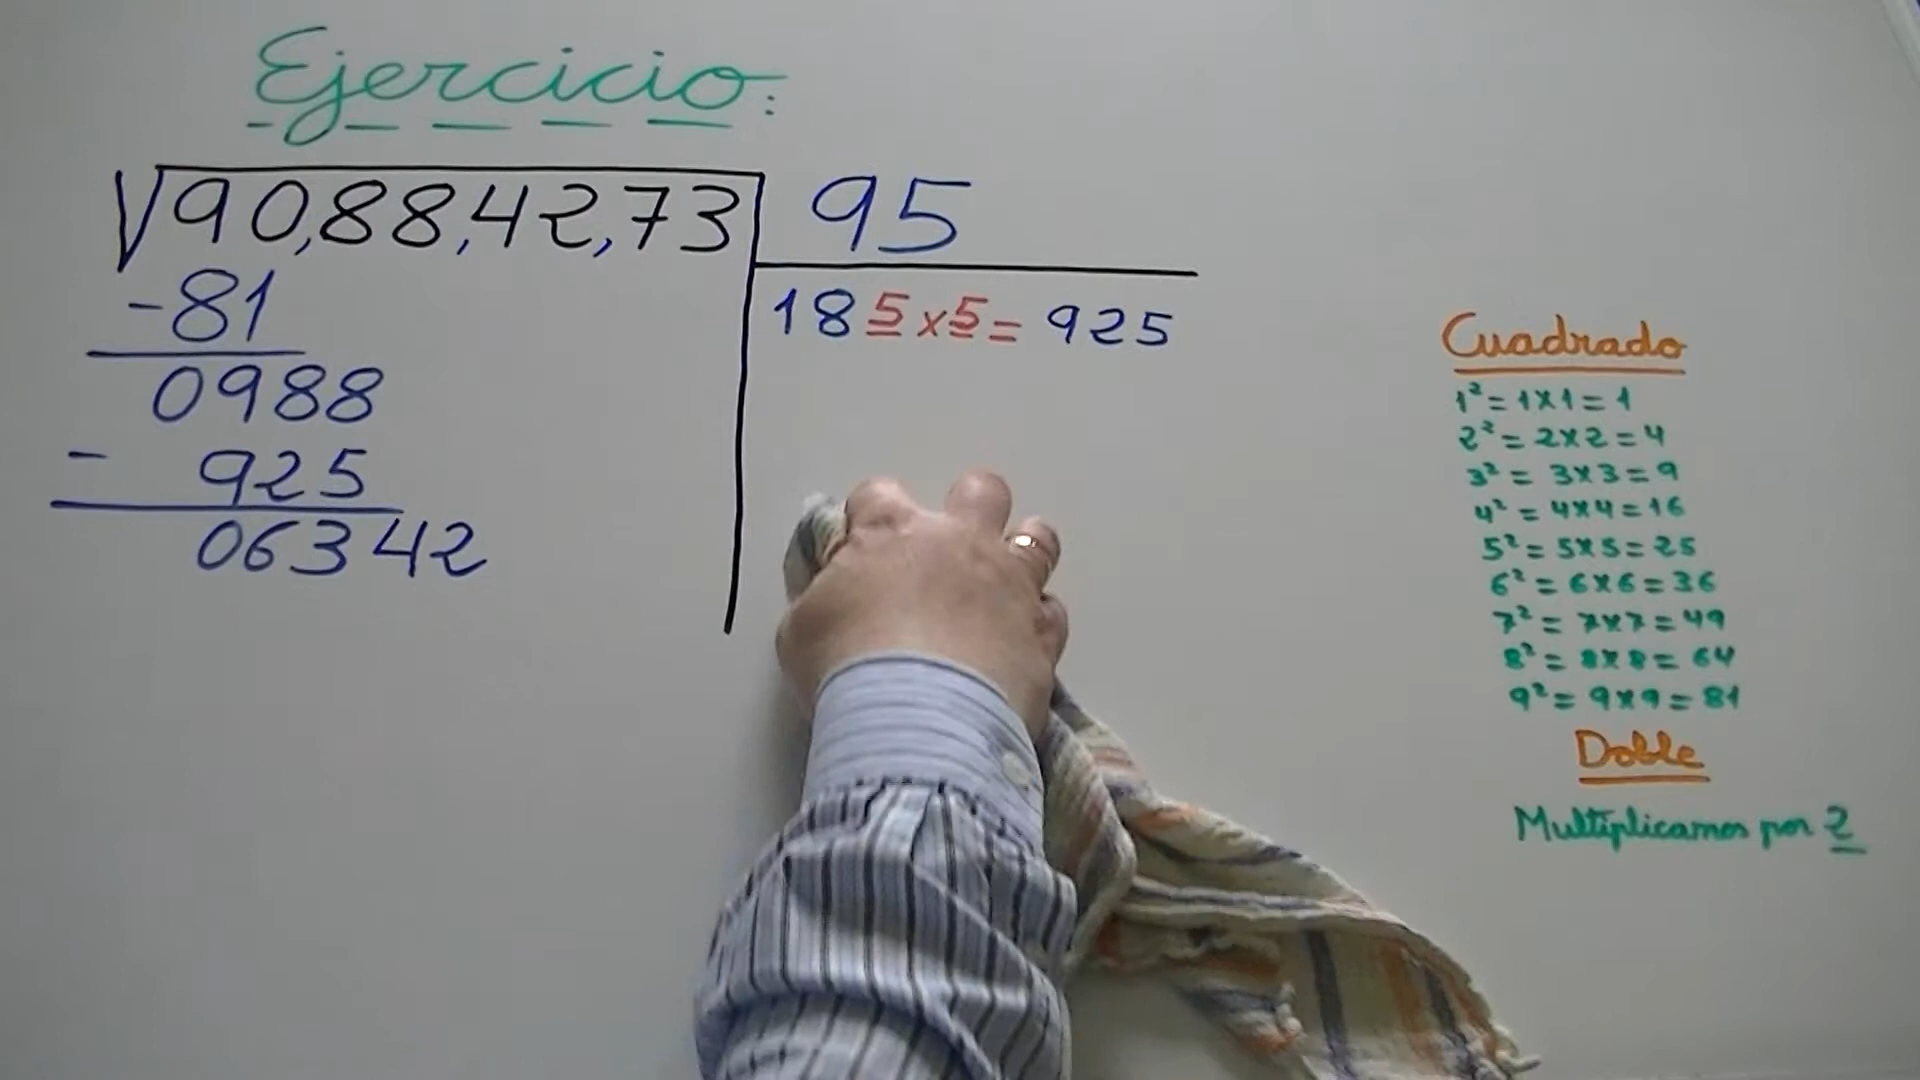 Ejercicio:
√90,88,42,73 95
-81
185x5= 925
0988
- 925
06342
Cuadrado
1²=1x1=1
2²=2x2=4
3²=3x3=9
4²=4x4=16
5²=5x5=25
6²=6x6=36
7²=7x7=49
8²=8x8=64
9²=9x9=81
Doble
Multiplicamos por 2